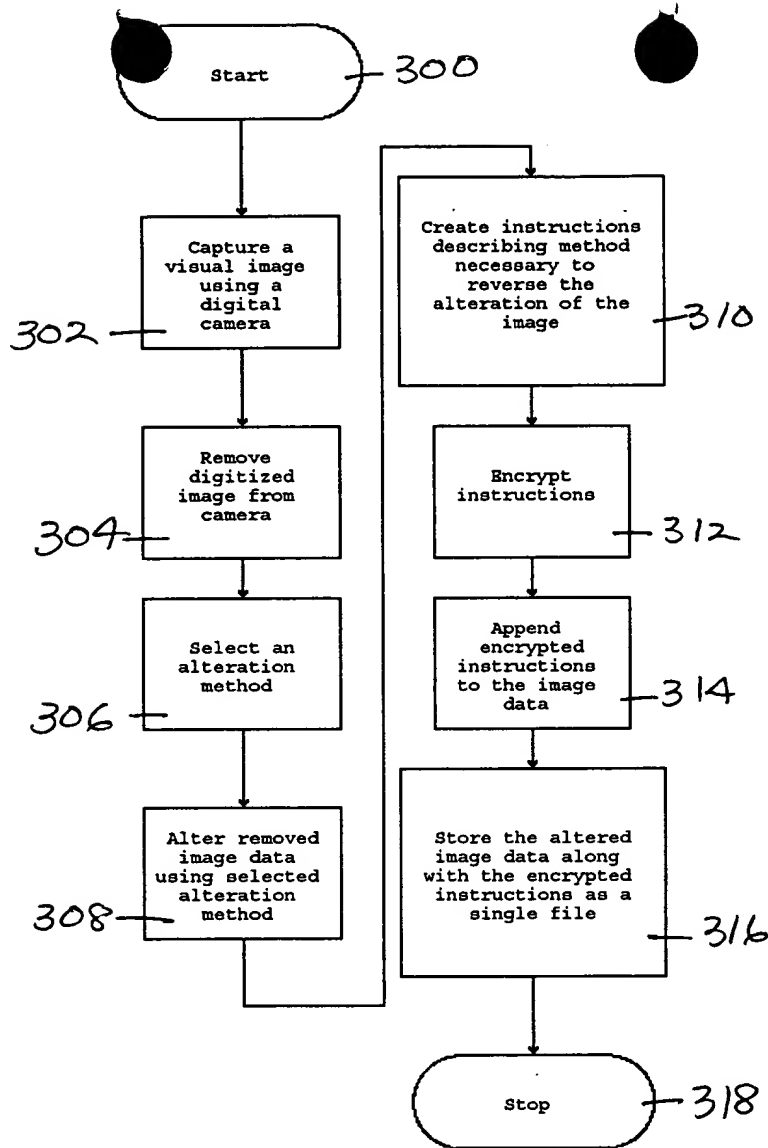 Start
300
Capture a
visual image
using a
digital
camera
302
Remove
digitized
image from
camera
304
Select an
alteration
method
306
Alter removed
image data
using selected
alteration
method
308
Create instructions
describing method
necessary to
reverse the
alteration of the
image
310
Encrypt
instructions
312
Append
encrypted
instructions
to the image
data
314
Store the altered
image data along
with the encrypted
instructions as a
single file
316
Stop
318